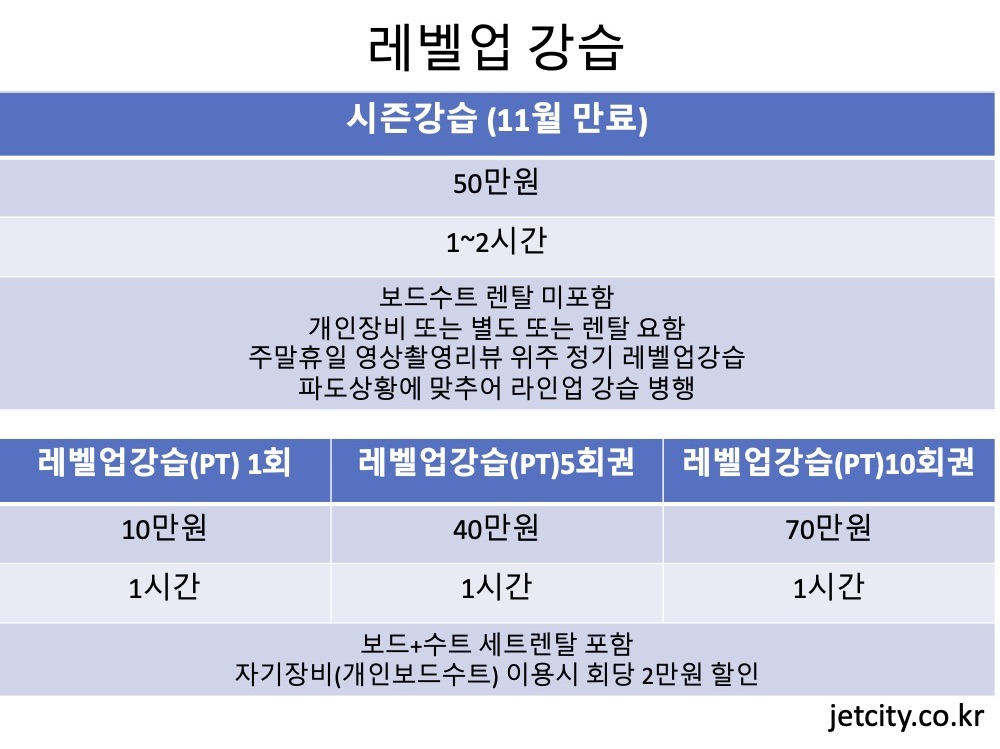 레벨업 강습
시즌강습 (11월 만료)
50만원
1~2시간
보드수트 렌탈 미포함
개인장비 또는 별도 또는 렌탈 요함
주말휴일 영상촬영리뷰 위주 정기 레벨업강습
파도상황에 맞추어 라인업 강습 병행
레벨업강습(PT) 1회 레벨업강습(PT)5회권 레벨업강습(PT)10회권
10만원 40만원 70만원
1시간 1시간 1시간
보드+수트 세트렌탈 포함
자기장비(개인보드수트) 이용시 회당 2만원 할인
jetcity.co.kr